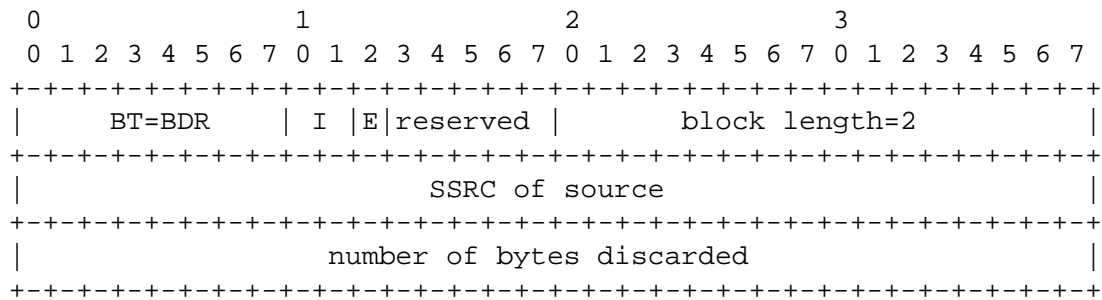 0                   1                   2                   3
 0 1 2 3 4 5 6 7 0 1 2 3 4 5 6 7 0 1 2 3 4 5 6 7 0 1 2 3 4 5 6 7
+-+-+-+-+-+-+-+-+-+-+-+-+-+-+-+-+-+-+-+-+-+-+-+-+-+-+-+-+-+-+-+-+
|     BT=BDR      | I |E|reserved |       block length=2          |
+-+-+-+-+-+-+-+-+-+-+-+-+-+-+-+-+-+-+-+-+-+-+-+-+-+-+-+-+-+-+-+-+
|                        SSRC of source                         |
+-+-+-+-+-+-+-+-+-+-+-+-+-+-+-+-+-+-+-+-+-+-+-+-+-+-+-+-+-+-+-+-+
|                  number of bytes discarded                    |
+-+-+-+-+-+-+-+-+-+-+-+-+-+-+-+-+-+-+-+-+-+-+-+-+-+-+-+-+-+-+-+-+